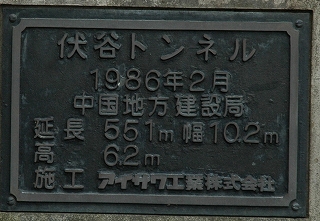 伏谷トンネル
1986年2月
中国地方建設局
延長 551m 幅10.2m
高 6.2m
施工 アイサワ工業株式会社